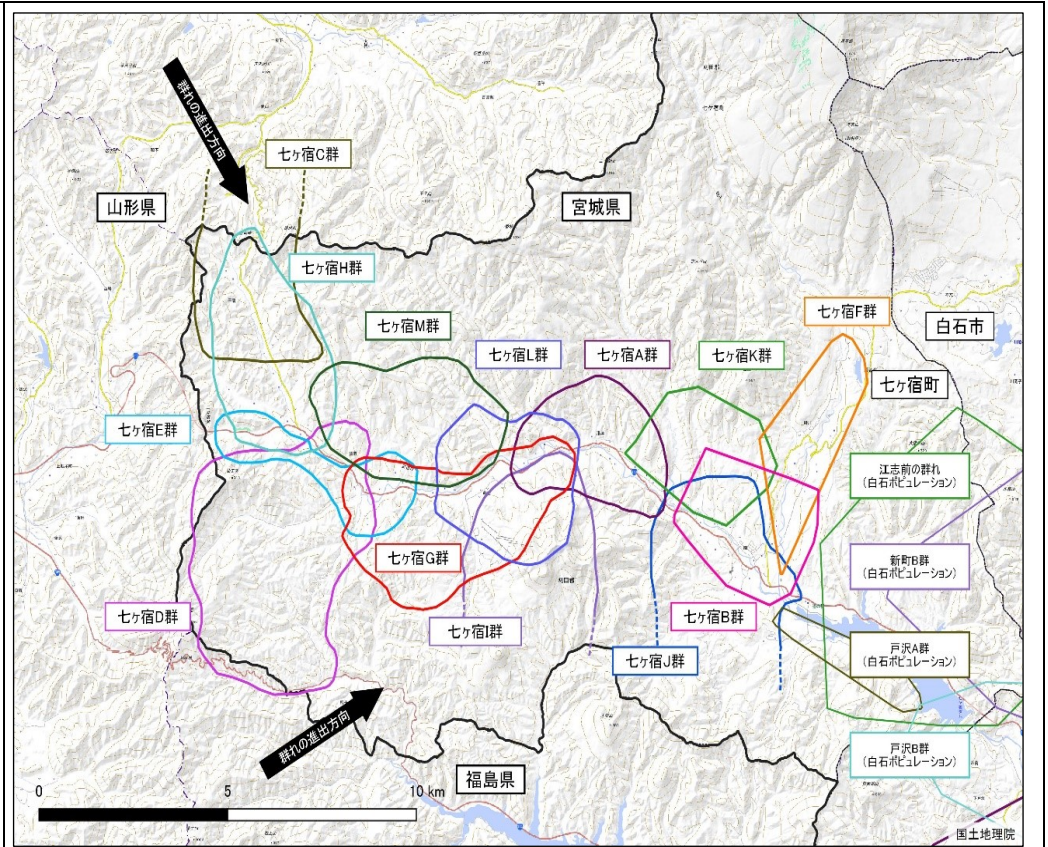 群れの進出方向
七ヶ宿C群
山形県
宮城県
七ヶ宿H群
七ヶ宿F群
七ヶ宿M群
七ヶ宿L群
七ヶ宿A群
七ヶ宿K群
白石市
七ヶ宿町
七ヶ宿E群
江志前の群れ
(白石ポピュレーション)
七ヶ宿G群
新町B群
(白石ポピュレーション)
七ヶ宿D群
七ヶ宿I群
七ヶ宿B群
七ヶ宿J群
戸沢A群
(白石ポピュレーション)
群れの進出方向
戸沢B群
(白石ポピュレーション)
福島県
0 5 10 km
国土地理院